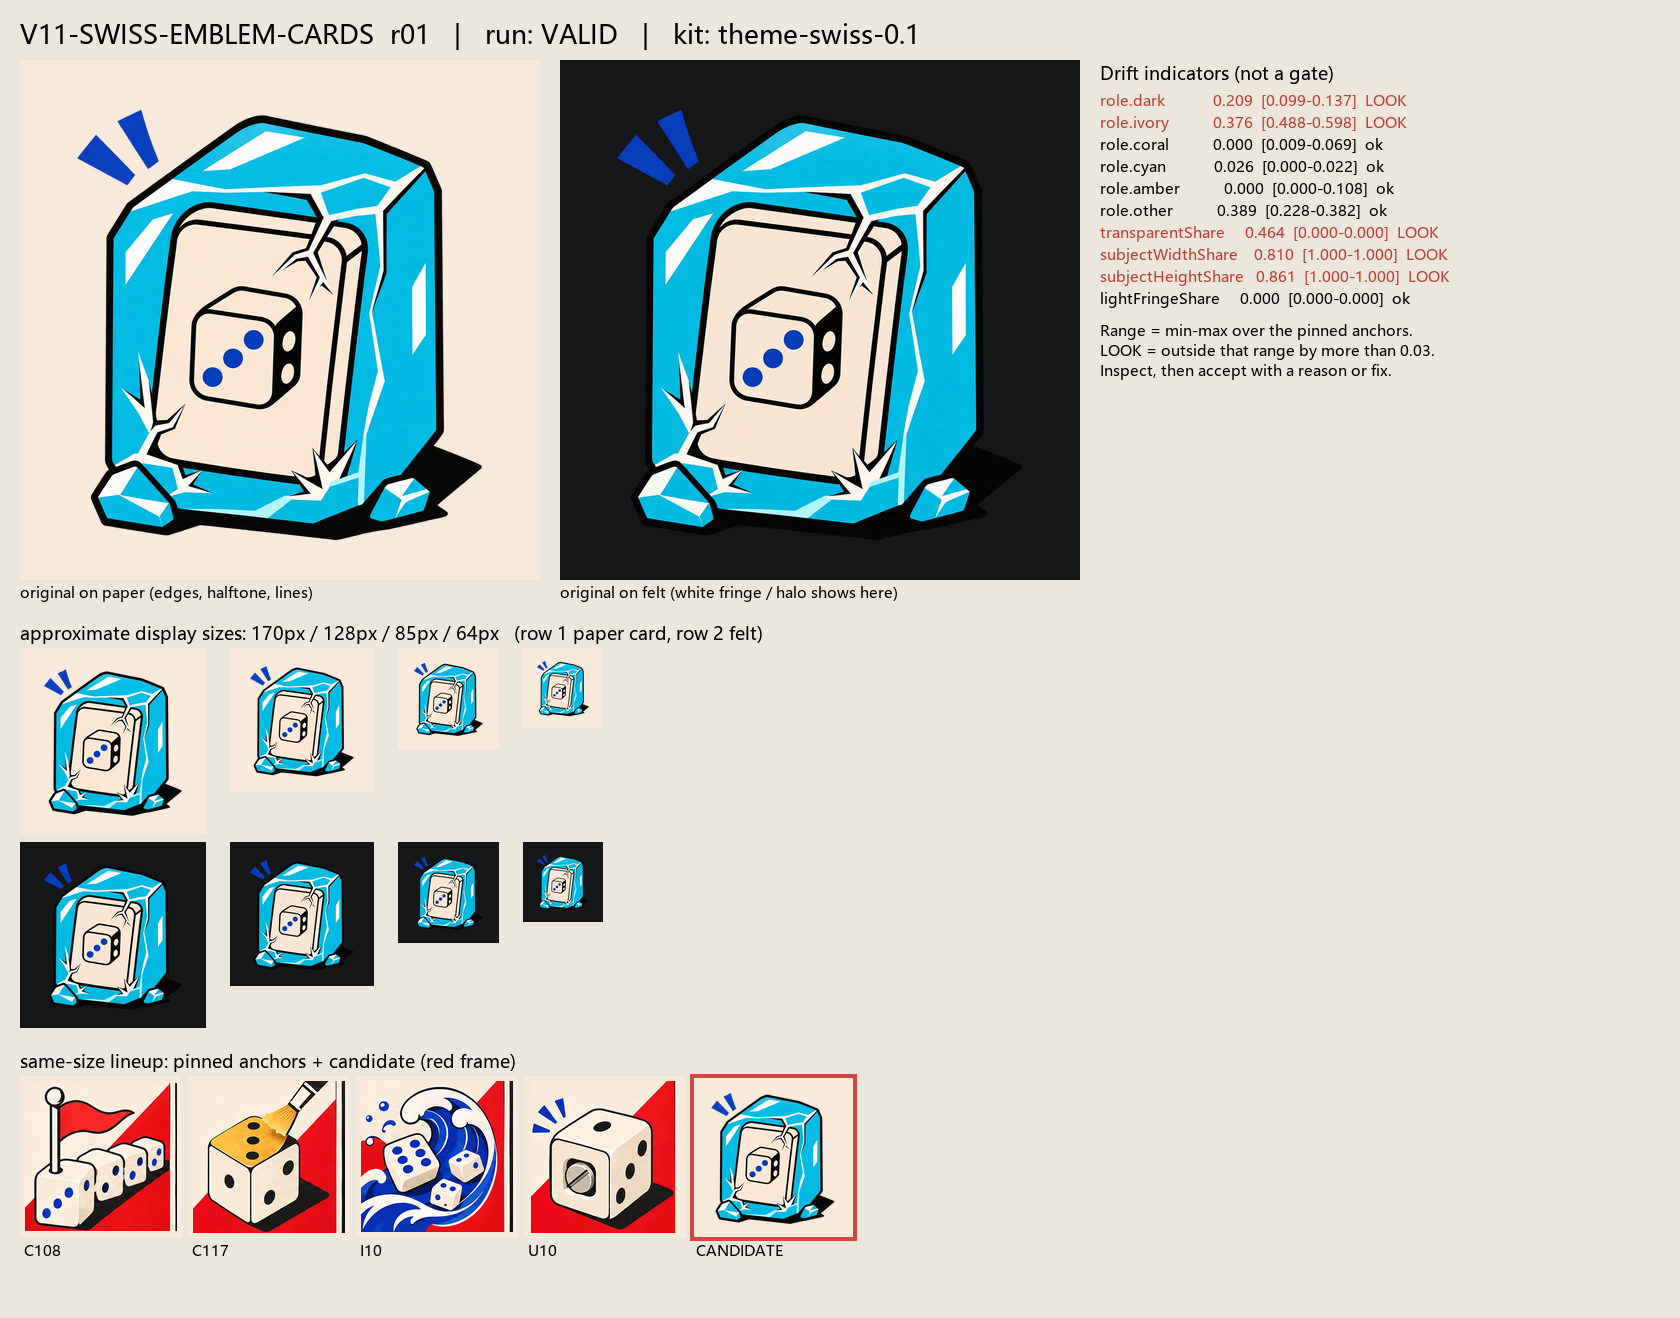 V11-SWISS-EMBLEM-CARDS r01 | run: VALID | kit: theme-swiss-0.1
Drift indicators (not a gate)
role.dark 0.209 [0.099-0.137] LOOK
role.ivory 0.376 [0.488-0.598] LOOK
role.coral 0.000 [0.009-0.069] ok
role.cyan 0.026 [0.000-0.022] ok
role.amber 0.000 [0.000-0.108] ok
role.other 0.389 [0.228-0.382] ok
transparentShare 0.464 [0.000-0.000] LOOK
subjectWidthShare 0.810 [1.000-1.000] LOOK
subjectHeightShare 0.861 [1.000-1.000] LOOK
lightFringeShare 0.000 [0.000-0.000] ok
Range = min-max over the pinned anchors.
LOOK = outside that range by more than 0.03.
Inspect, then accept with a reason or fix.
original on paper (edges, halftone, lines)
original on felt (white fringe / halo shows here)
approximate display sizes: 170px / 128px / 85px / 64px (row 1 paper card, row 2 felt)
same-size lineup: pinned anchors + candidate (red frame)
C108
C117
I10
U10
CANDIDATE